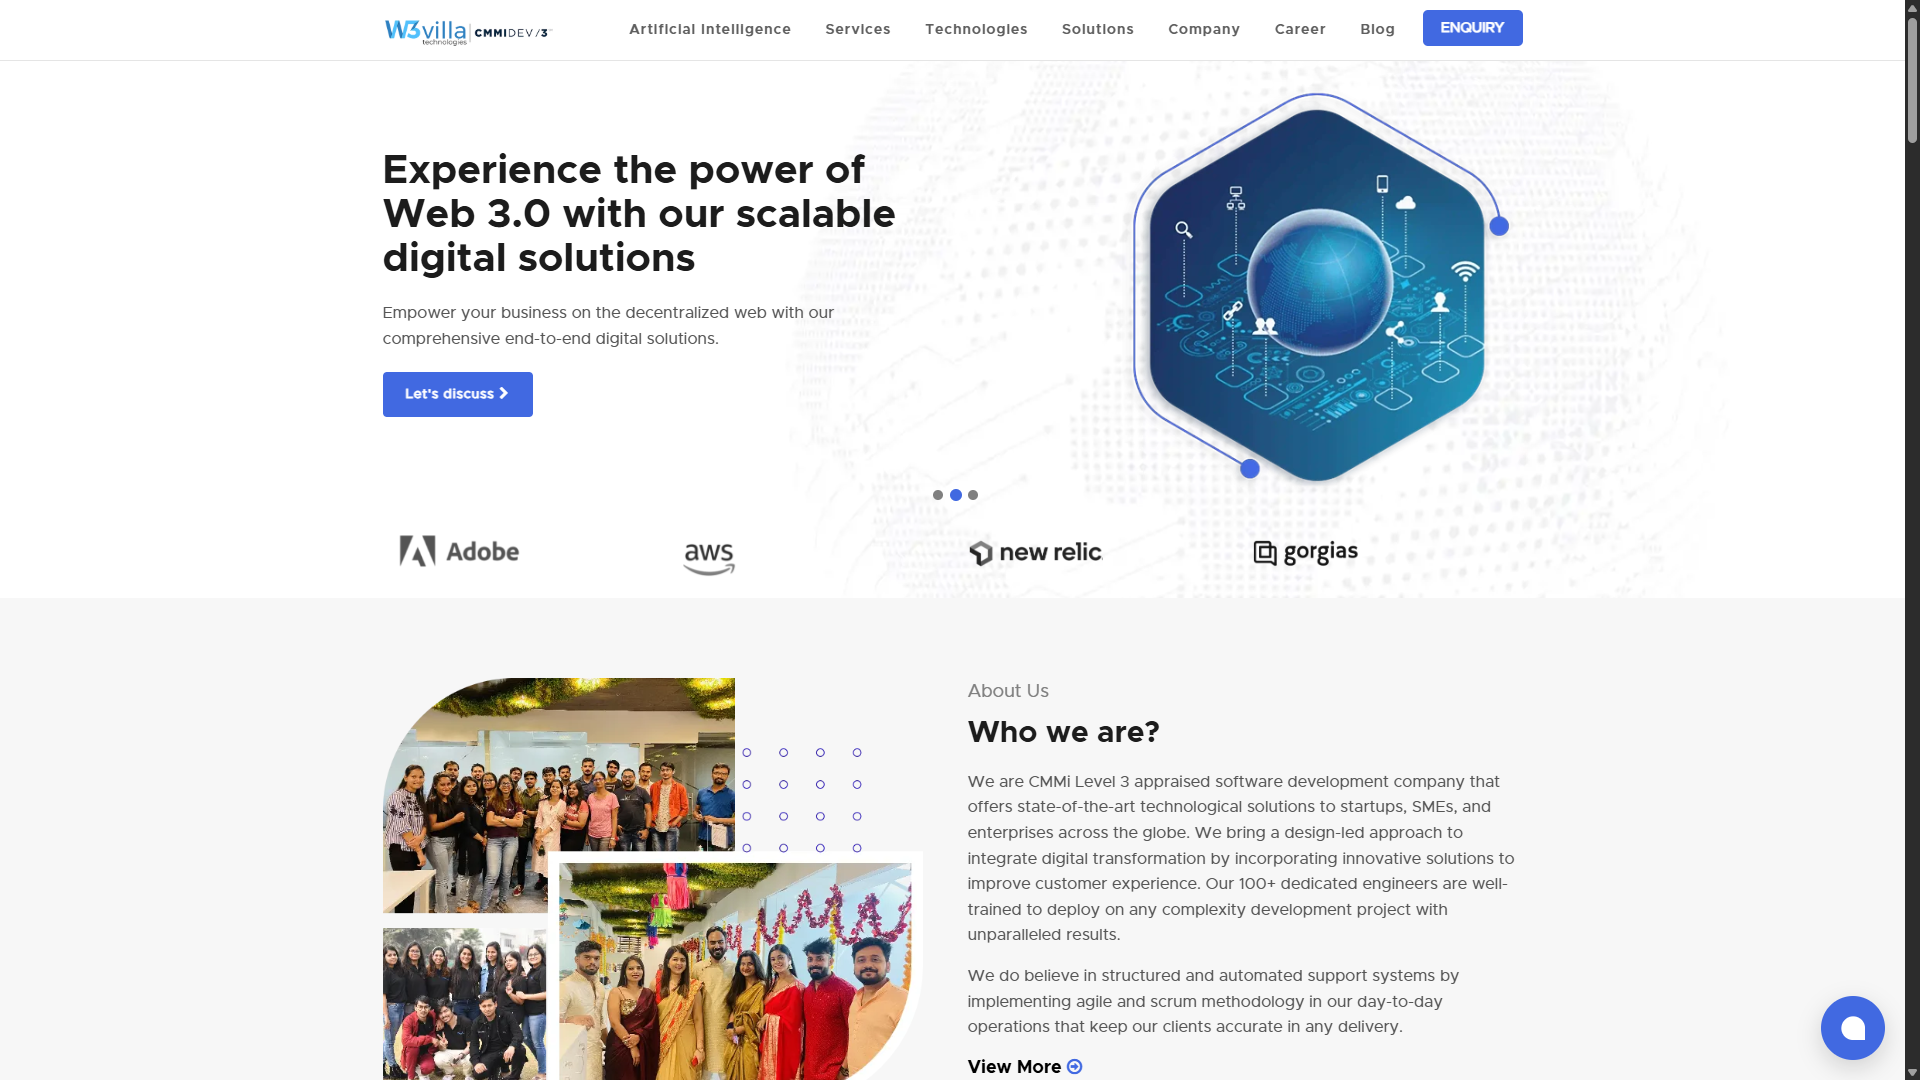 W3villa
technologies
CMMIDEV/3
Artificial Intelligence
Services
Technologies
Solutions
Company
Career
Blog
ENQUIRY
Experience the power of
Web 3.0 with our scalable
digital solutions
Empower your business on the decentralized web with our
comprehensive end-to-end digital solutions.
Let's discuss
Adobe
aws
new relic
gorgias
About Us
Who we are?
We are CMMi Level 3 appraised software development company that
offers state-of-the-art technological solutions to startups, SMEs, and
enterprises across the globe. We bring a design-led approach to
integrate digital transformation by incorporating innovative solutions to
improve customer experience. Our 100+ dedicated engineers are well-
trained to deploy on any complexity development project with
unparalleled results.
We do believe in structured and automated support systems by
implementing agile and scrum methodology in our day-to-day
operations that keep our clients accurate in any delivery.
View More